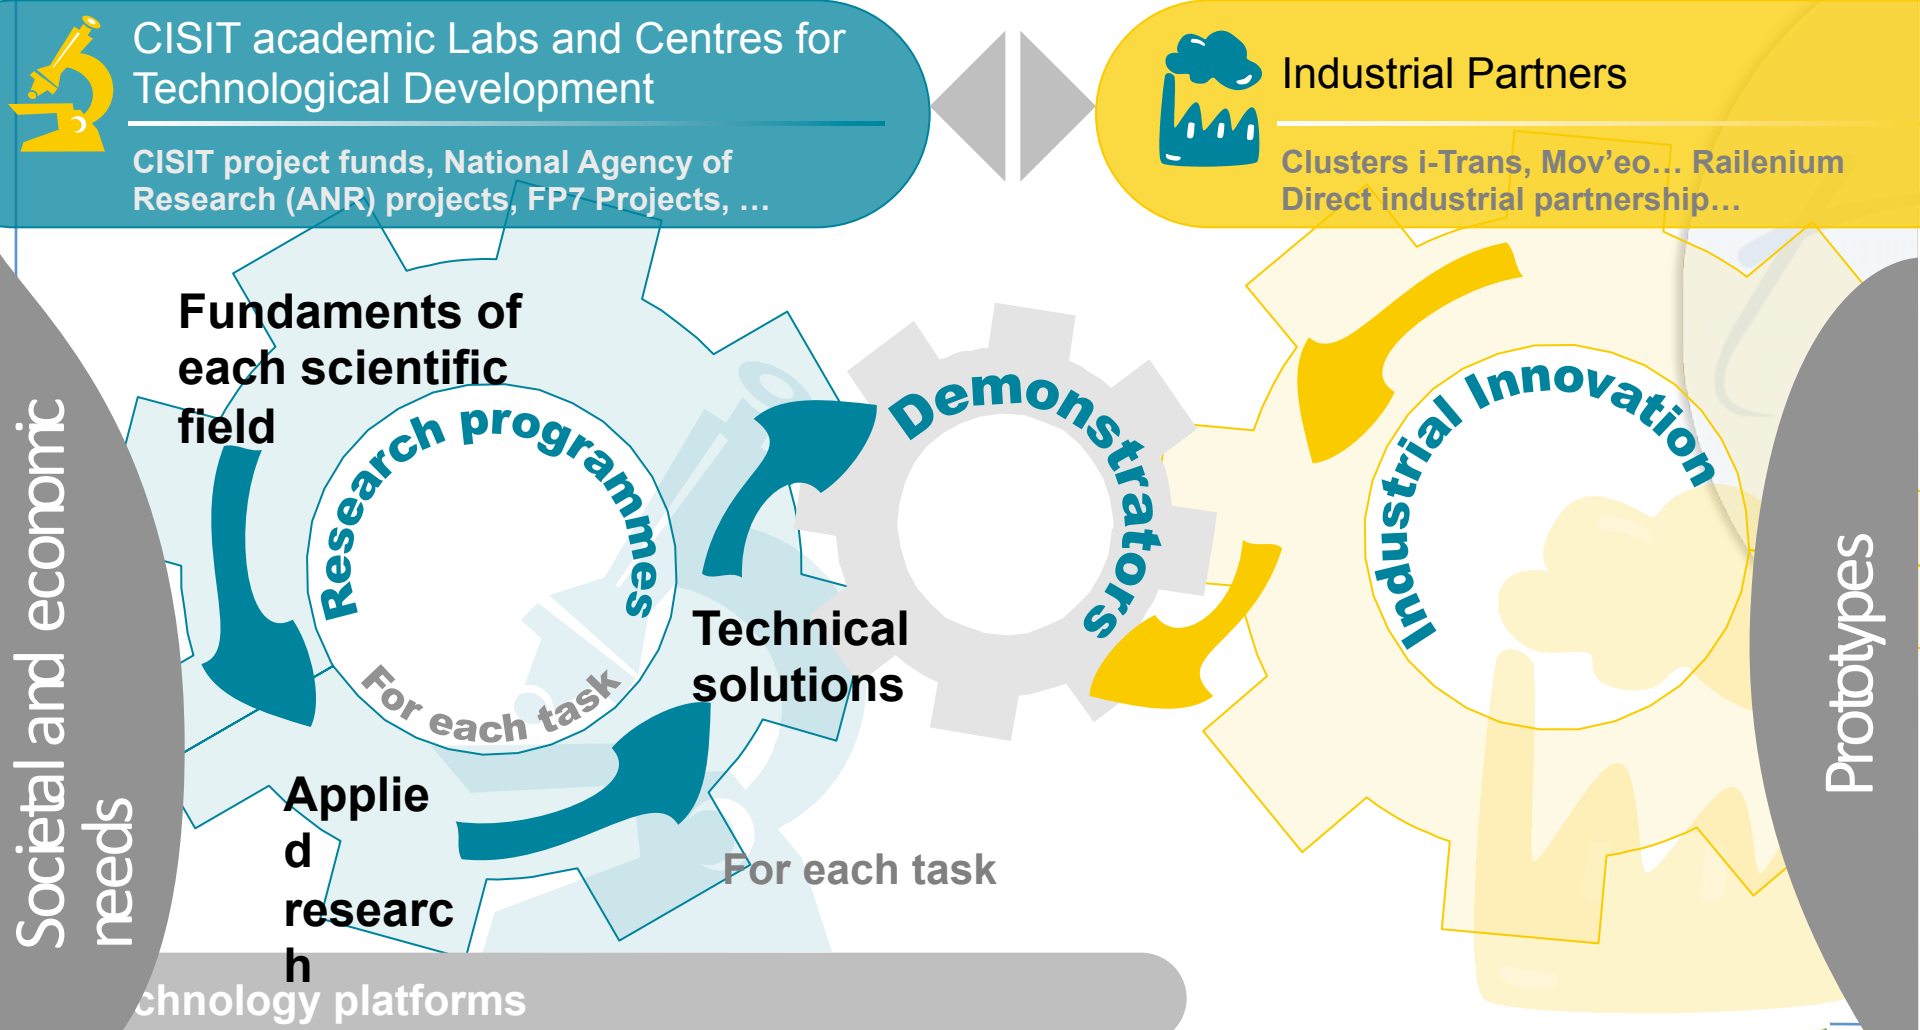 CISIT academic Labs and Centres for
Technological Development
CISIT project funds, National Agency of
Research (ANR) projects, FP7 Projects, …
Industrial Partners
Clusters i-Trans, Mov’eo… Railenium
Direct industrial partnership…
Fundaments of
each scientific
field
Research programmes
For each task
Demonstrators
Industrial Innovation
Technical
solutions
Applie
d
researc
h
For each task
Societal and economic
needs
Prototypes
chnology platforms